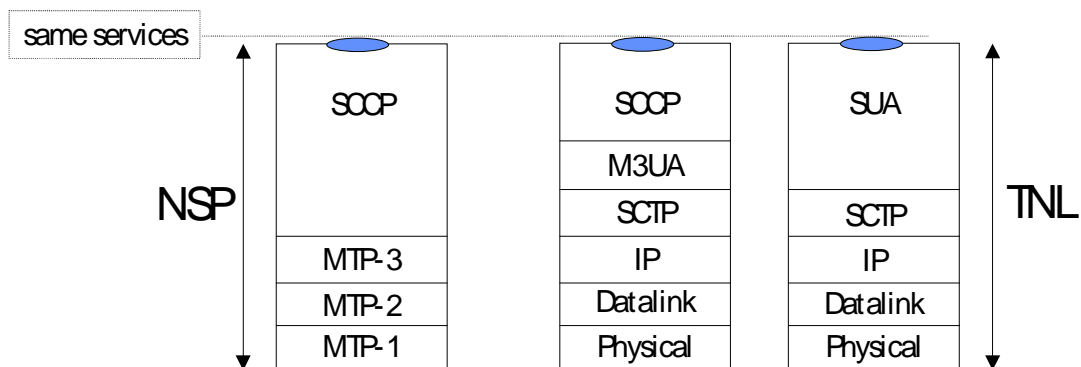 same services
SCCP
SCCP
SUA
M3UA
NSP
SCTP
SCTP
TNL
MTP-3
IP
IP
MTP-2
Datalink
Datalink
MTP-1
Physical
Physical